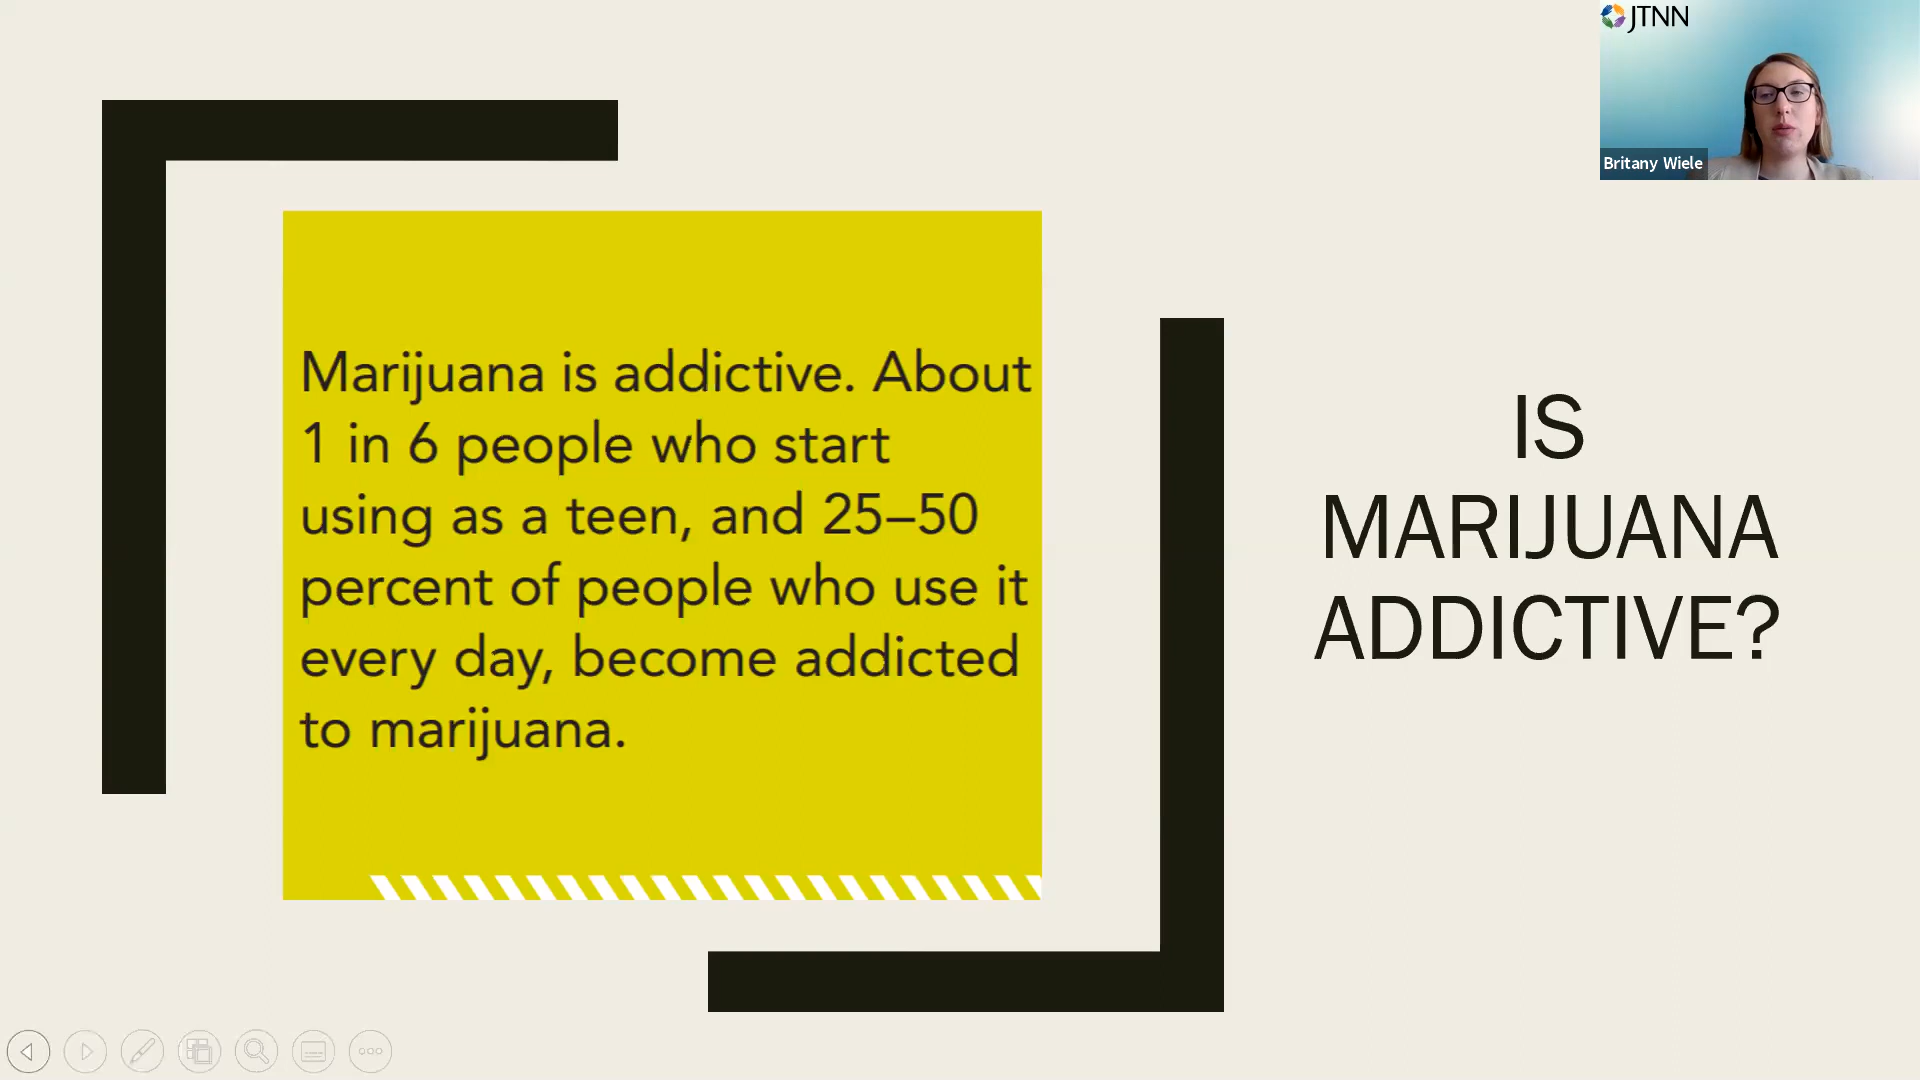 JTNN
Britany Wiele
Marijuana is addictive. About
1 in 6 people who start
using as a teen, and 25–50
percent of people who use it
every day, become addicted
to marijuana.
IS
MARIJUANA
ADDICTIVE?